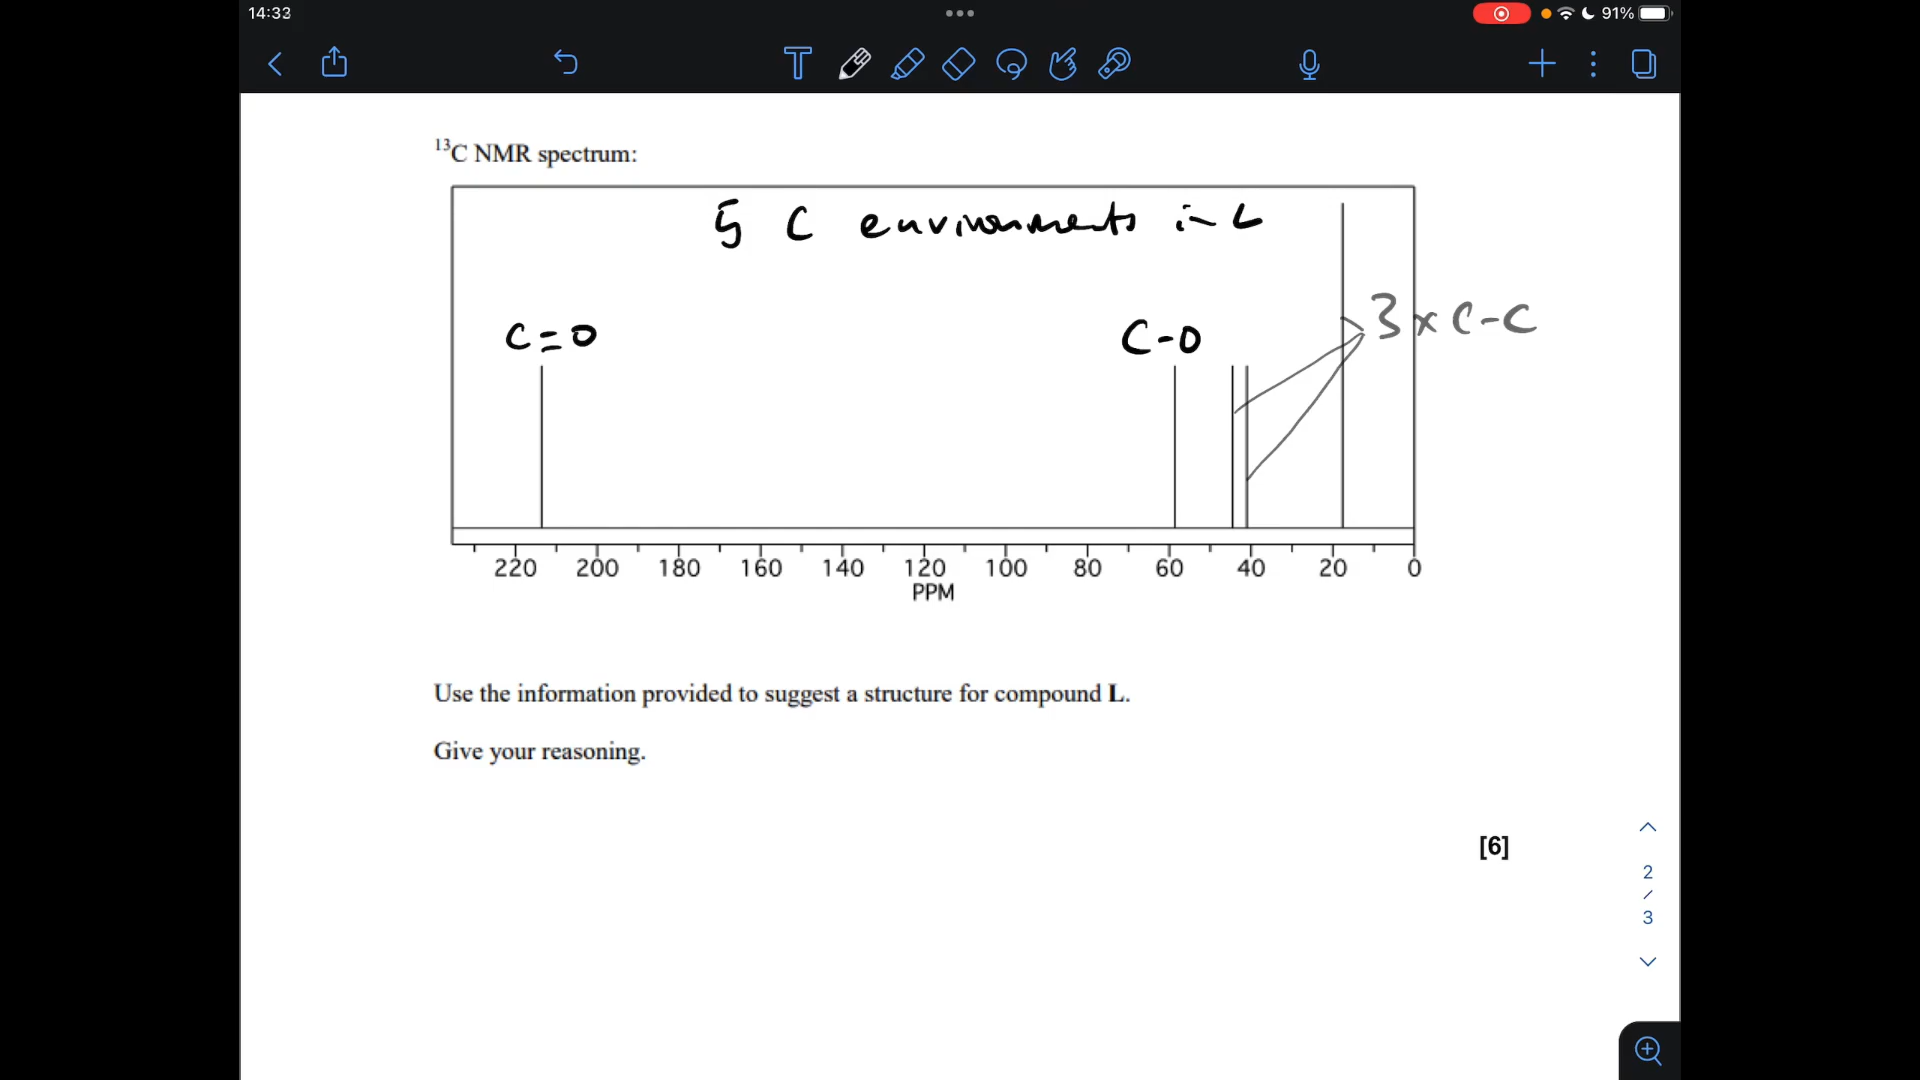 14:33
91%
¹³C NMR spectrum:
5 C environments in L
C=O
C-O
3 x C-C
220 200 180 160 140 120 100 80 60 40 20 0
PPM
Use the information provided to suggest a structure for compound L.
Give your reasoning.
[6]
2
/
3